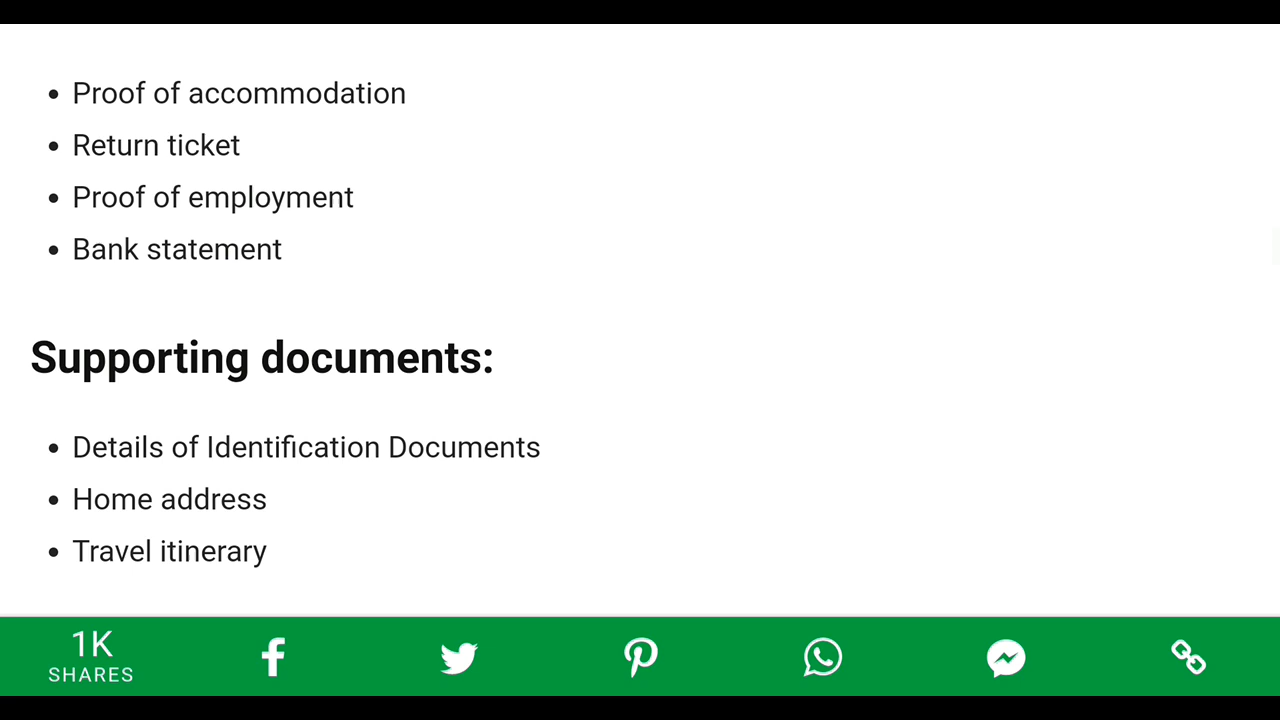 • Proof of accommodation
• Return ticket
• Proof of employment
• Bank statement
Supporting documents:
• Details of Identification Documents
• Home address
• Travel itinerary
1K
SHARES